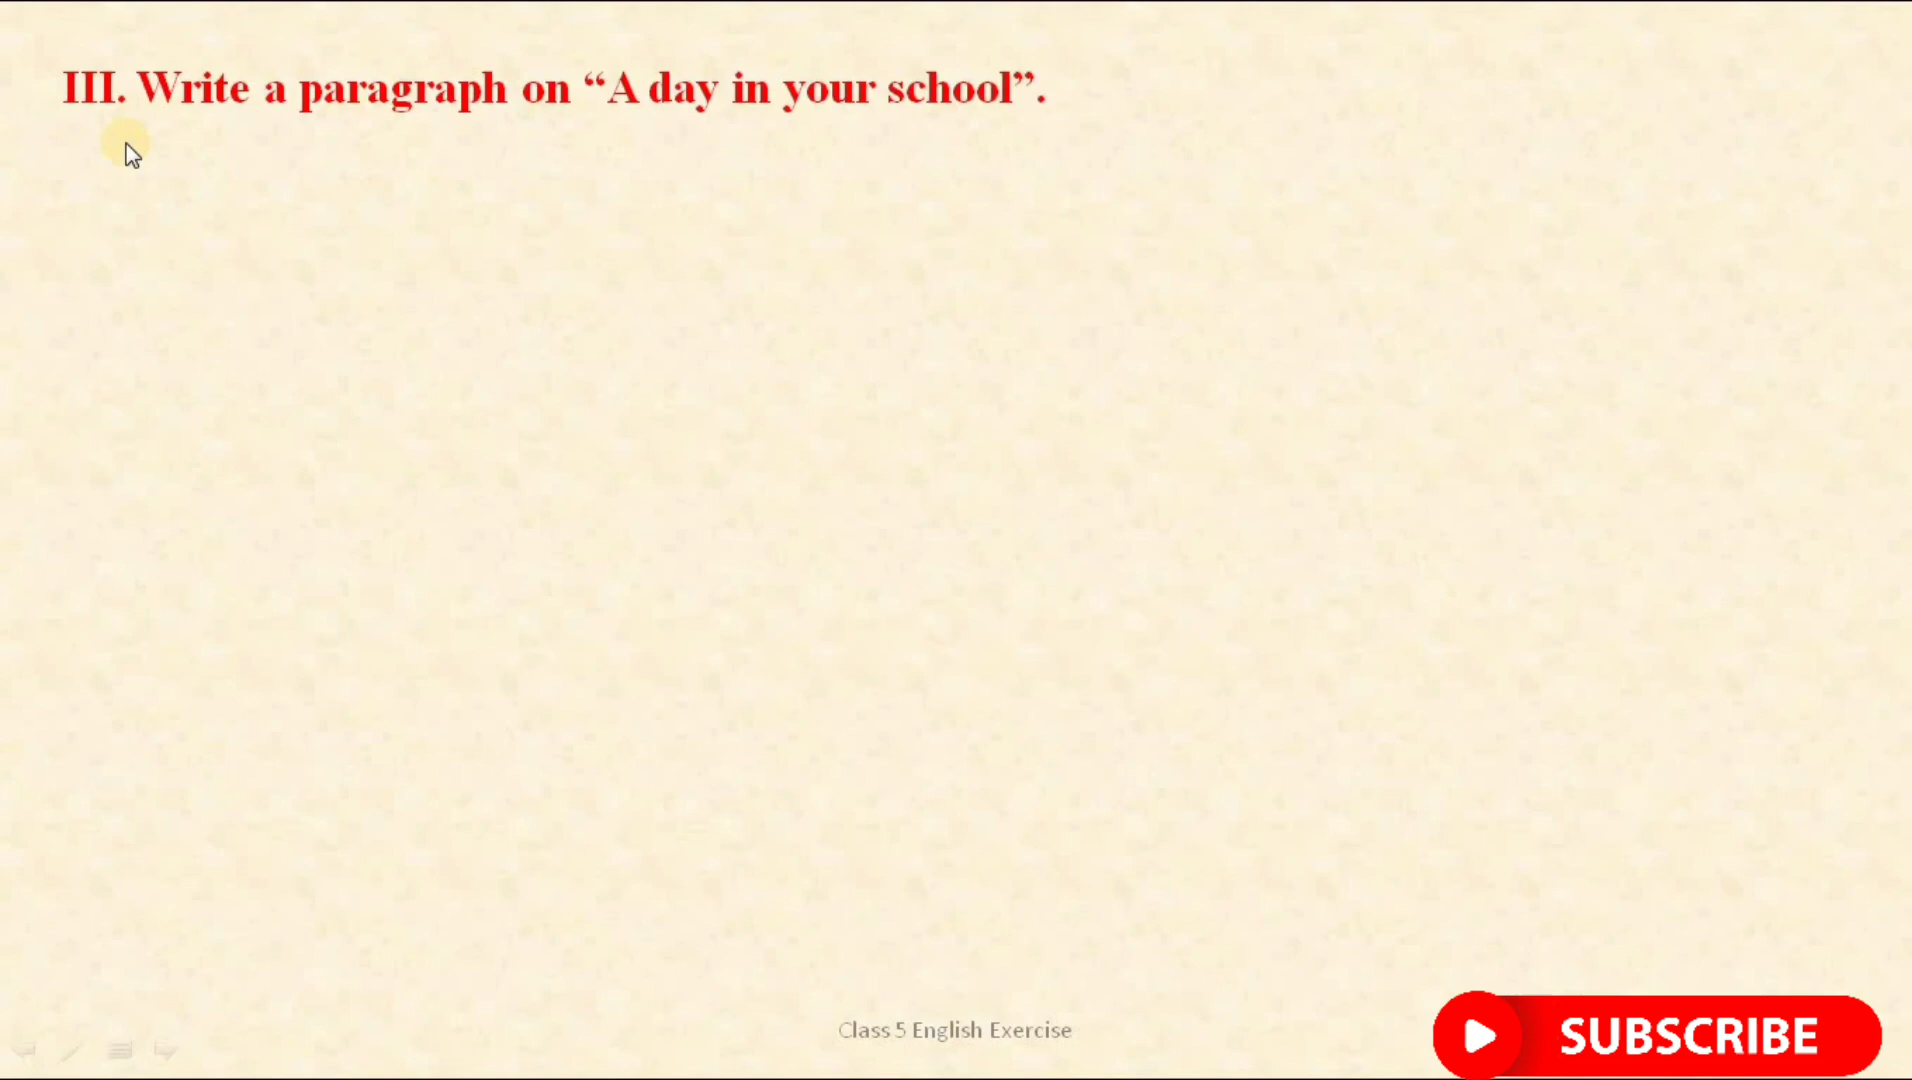 III. Write a paragraph on “A day in your school”.
Class 5 English Exercise
SUBSCRIBE